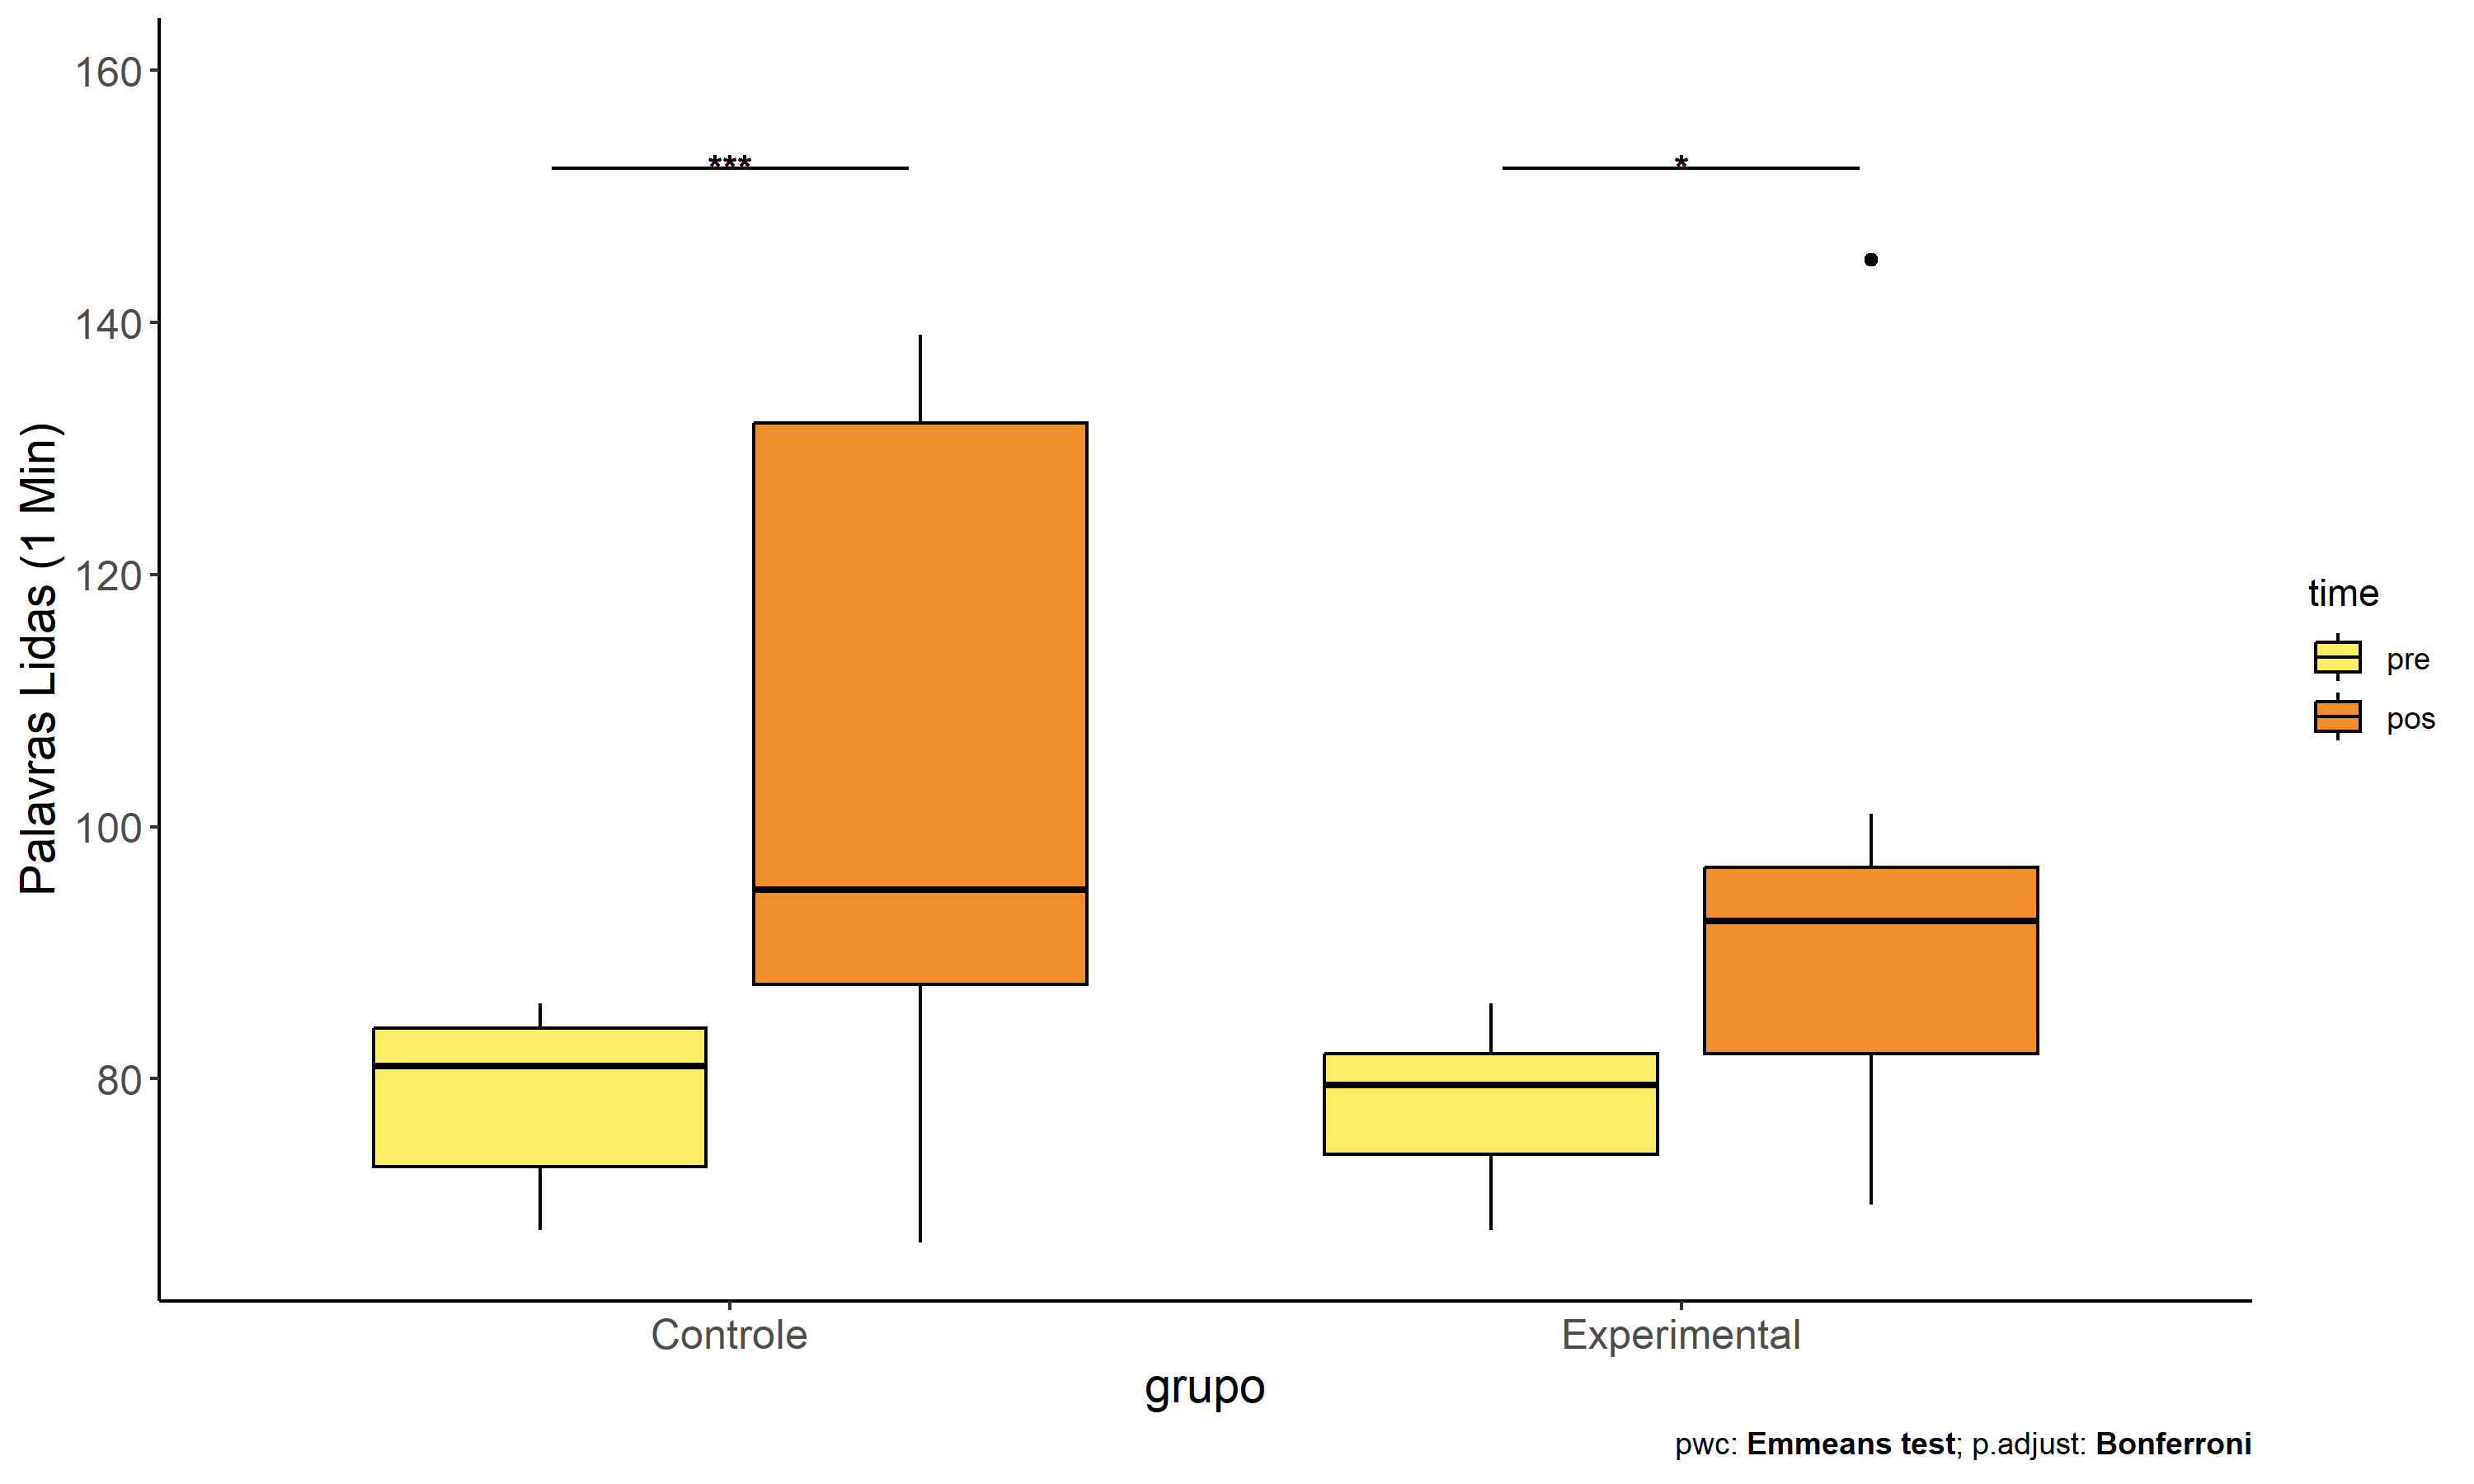 160
140
120
100
80
Palavras Lidas (1 Min)
***
*
Controle
Experimental
grupo
time
pre
pos
pwc: Emmeans test; p.adjust: Bonferroni